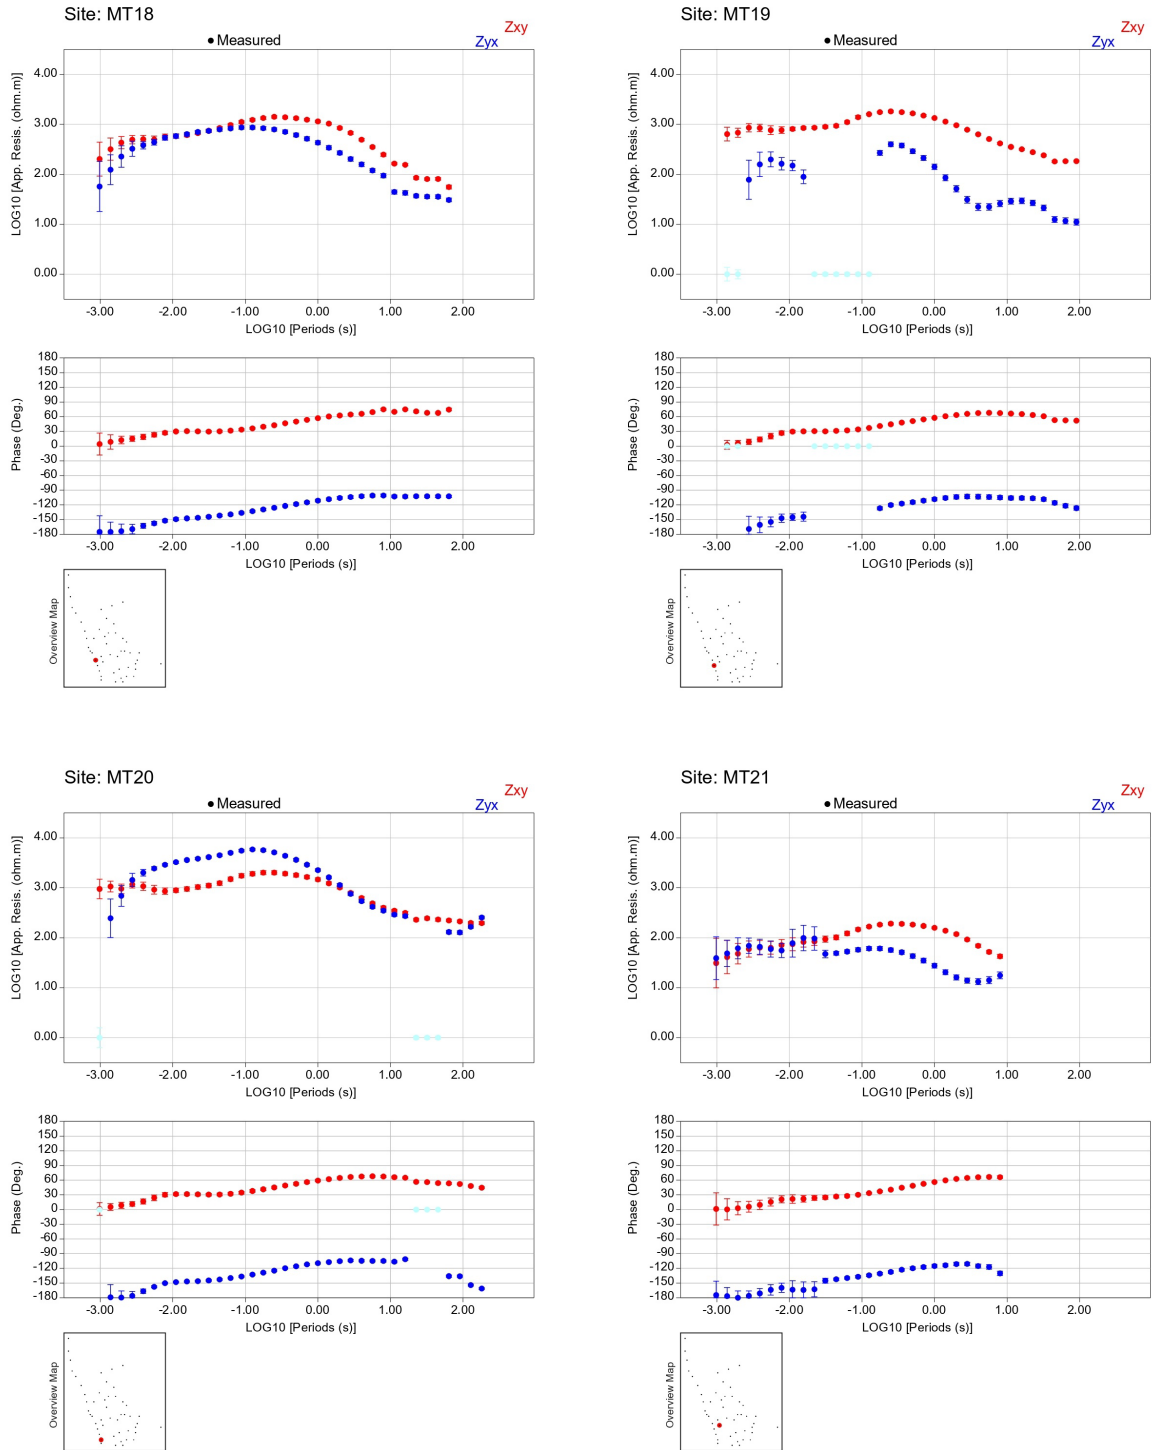 Site: MT18
Zxy
● Measured
Zyx
LOG10 [App. Resis. (ohm.m)]
4.00
3.00
2.00
1.00
0.00
-3.00 -2.00 -1.00 0.00 1.00 2.00
LOG10 [Periods (s)]
Phase (Deg.)
180
150
120
90
60
30
0
-30
-60
-90
-120
-150
-180
-3.00 -2.00 -1.00 0.00 1.00 2.00
LOG10 [Periods (s)]
Overview Map
Site: MT19
Zxy
● Measured
Zyx
LOG10 [App. Resis. (ohm.m)]
4.00
3.00
2.00
1.00
0.00
-3.00 -2.00 -1.00 0.00 1.00 2.00
LOG10 [Periods (s)]
Phase (Deg.)
180
150
120
90
60
30
0
-30
-60
-90
-120
-150
-180
-3.00 -2.00 -1.00 0.00 1.00 2.00
LOG10 [Periods (s)]
Overview Map
Site: MT20
Zxy
● Measured
Zyx
LOG10 [App. Resis. (ohm.m)]
4.00
3.00
2.00
1.00
0.00
-3.00 -2.00 -1.00 0.00 1.00 2.00
LOG10 [Periods (s)]
Phase (Deg.)
180
150
120
90
60
30
0
-30
-60
-90
-120
-150
-180
-3.00 -2.00 -1.00 0.00 1.00 2.00
LOG10 [Periods (s)]
Overview Map
Site: MT21
Zxy
● Measured
Zyx
LOG10 [App. Resis. (ohm.m)]
4.00
3.00
2.00
1.00
0.00
-3.00 -2.00 -1.00 0.00 1.00 2.00
LOG10 [Periods (s)]
Phase (Deg.)
180
150
120
90
60
30
0
-30
-60
-90
-120
-150
-180
-3.00 -2.00 -1.00 0.00 1.00 2.00
LOG10 [Periods (s)]
Overview Map